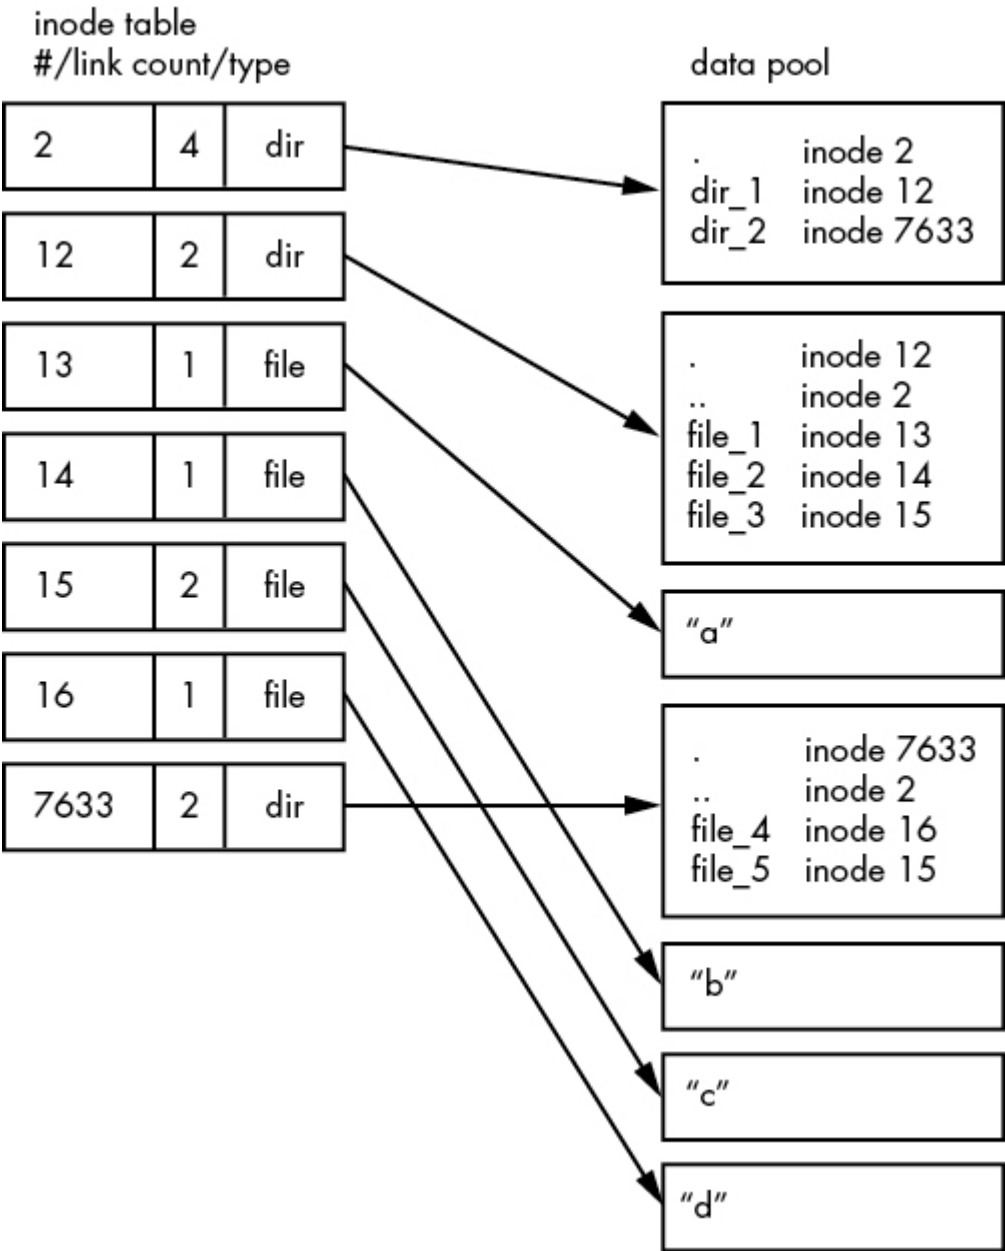 inode table
#/link count/type
2 4 dir
12 2 dir
13 1 file
14 1 file
15 2 file
16 1 file
7633 2 dir
data pool
. inode 2
dir_1 inode 12
dir_2 inode 7633
. inode 12
.. inode 2
file_1 inode 13
file_2 inode 14
file_3 inode 15
“a”
. inode 7633
.. inode 2
file_4 inode 16
file_5 inode 15
“b”
“c”
“d”